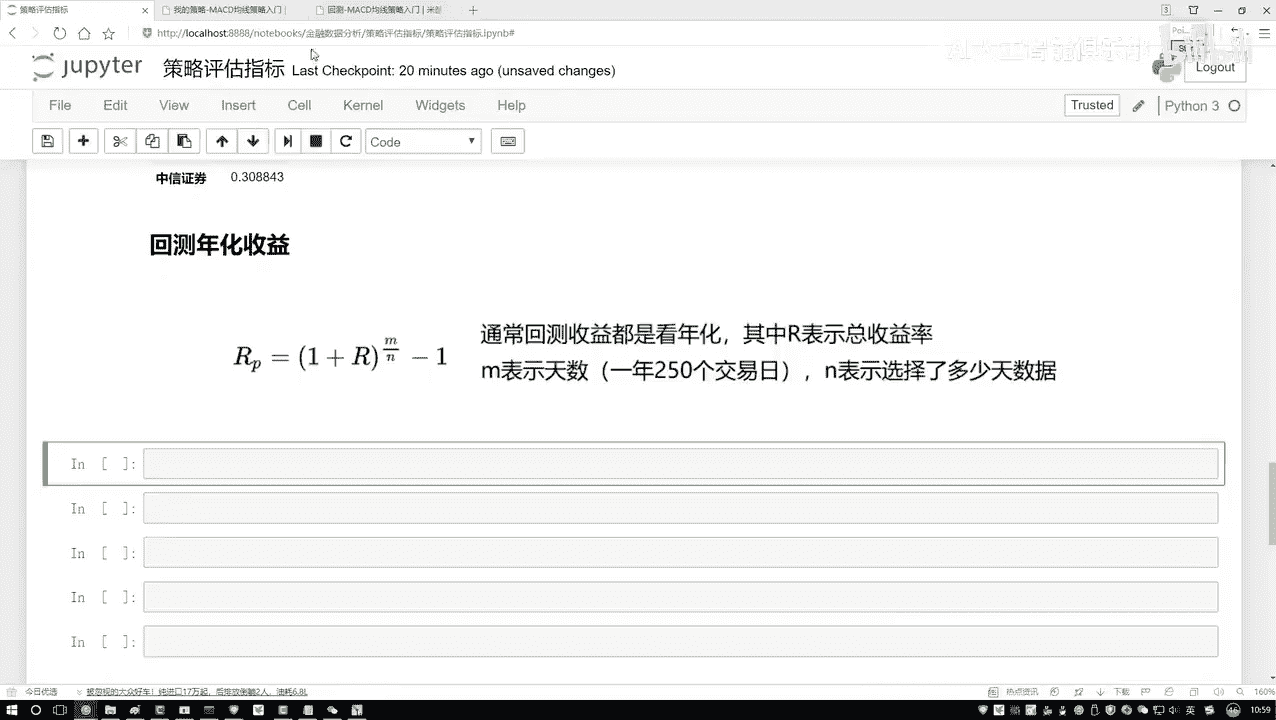 策略评估指标
我的策略-MACD均线策略入门 |
回测-MACD均线策略入门 | 米
3
http://localhost:8888/notebooks/金融数据分析/策略评估指标/策略评估指标.ipynb#
jupyter 策略评估指标 Last Checkpoint: 20 minutes ago (unsaved changes)
Logout
File Edit View Insert Cell Kernel Widgets Help
Trusted
Python 3
Code
中信证券 0.308843
回测年化收益
R_p = (1 + R)^{m/n} − 1
通常回测收益都是看年化，其中R表示总收益率
m表示天数（一年250个交易日），n表示选择了多少天数据
In [ ]:
In [ ]:
In [ ]:
In [ ]:
In [ ]:
今日优选
被忽视的大众好车！纯进口17万起，后排放倒睡2人，油耗6.8L
热点资讯
下载
160%
英
10:59